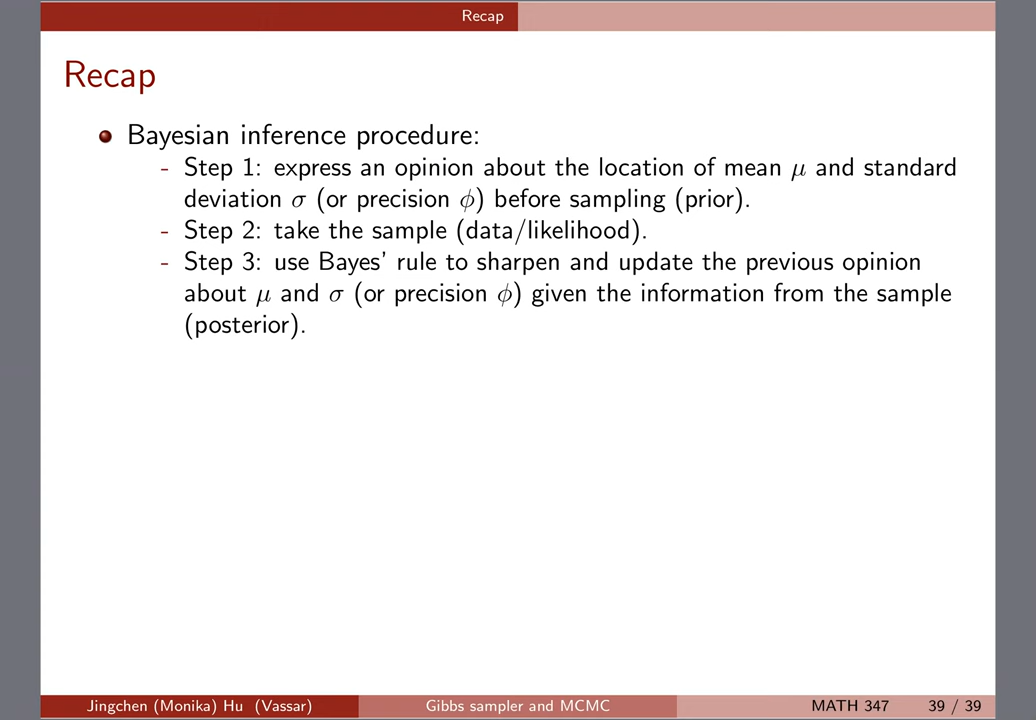 Recap
Recap
Bayesian inference procedure:
- Step 1: express an opinion about the location of mean μ and standard
deviation σ (or precision ϕ) before sampling (prior).
- Step 2: take the sample (data/likelihood).
- Step 3: use Bayes' rule to sharpen and update the previous opinion
about μ and σ (or precision ϕ) given the information from the sample
(posterior).
Jingchen (Monika) Hu (Vassar) Gibbs sampler and MCMC MATH 347 39 / 39